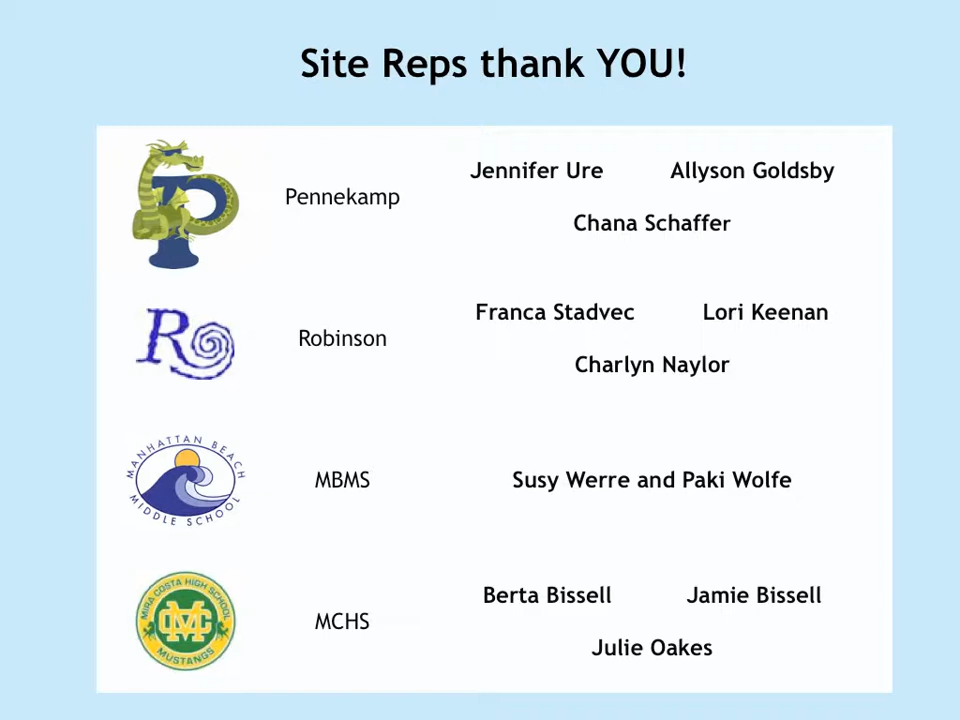 Site Reps thank YOU!
Pennekamp
Jennifer Ure Allyson Goldsby
Chana Schaffer
Robinson
Franca Stadvec Lori Keenan
Charlyn Naylor
MANHATTAN BEACH
MIDDLE SCHOOL
MBMS
Susy Werre and Paki Wolfe
MIRA COSTA HIGH SCHOOL
MC
MUSTANGS
MCHS
Berta Bissell Jamie Bissell
Julie Oakes